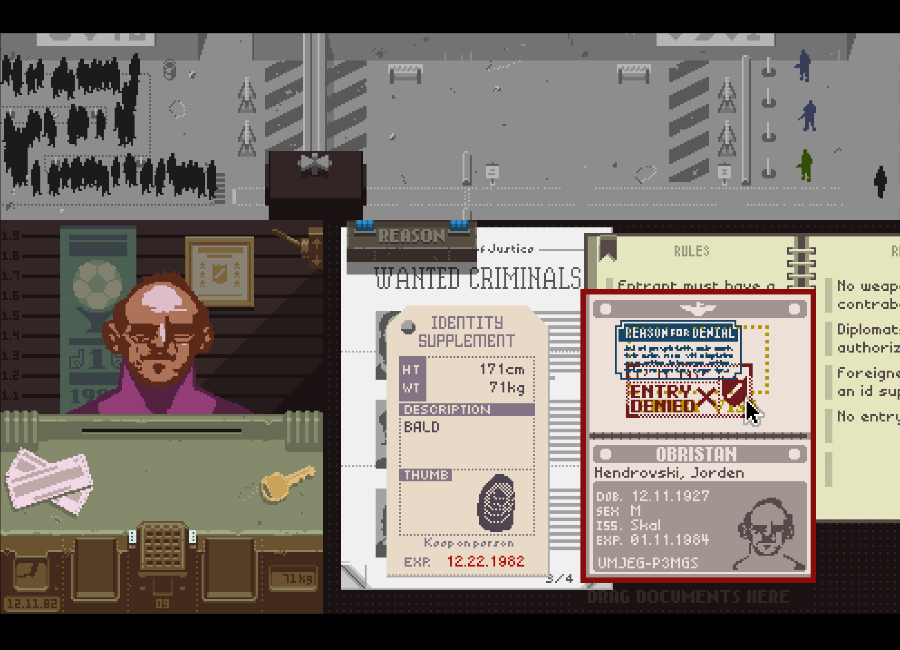 REASON
of Justice
WANTED CRIMINALS
RULES
Entrant must have a
No weap
contrab
Diplomat
authoriz
Foreigne
an id sup
No entry
IDENTITY
SUPPLEMENT
HT 171cm
WT 71kg
DESCRIPTION
BALD
THUMB
Keep on person
EXP. 12.22.1982
3/4
REASON FOR DENIAL
ENTRY
DENIED
OBRISTAN
Hendrovski, Jorden
DOB. 12.11.1927
SEX M
ISS. Skal
EXP. 01.11.1984
UMJEG-P3MGS
DRAG DOCUMENTS HERE
1.9
1.8
1.7
1.6
1.5
1.4
1.3
1.2
1.1
71kg
12.11.82
09